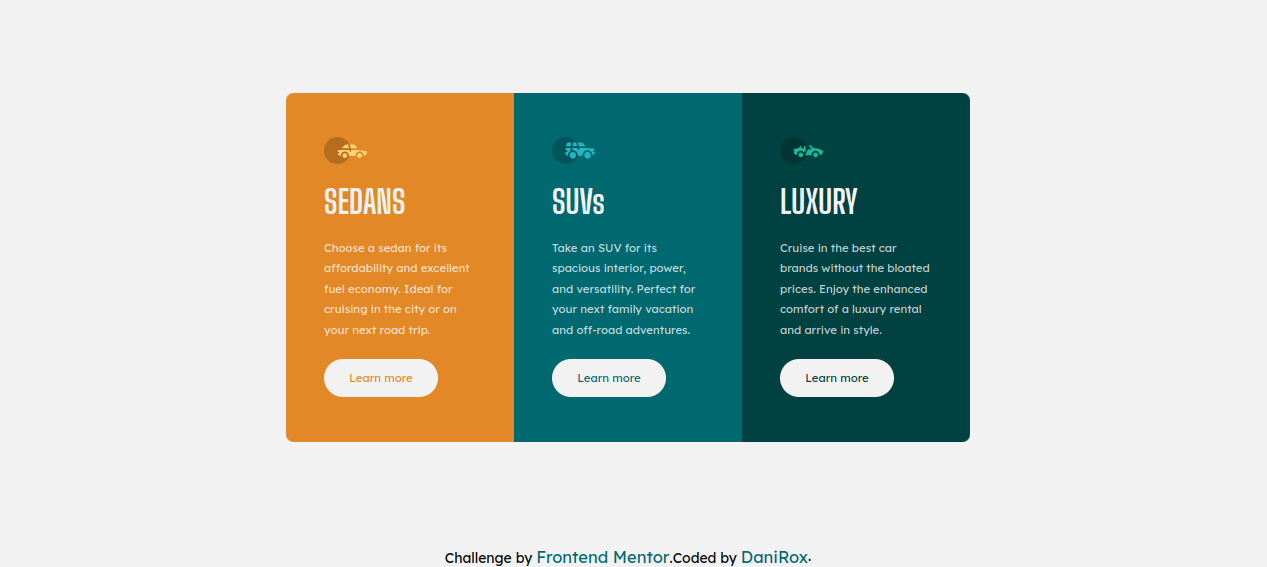 SEDANS
Choose a sedan for its
affordability and excellent
fuel economy. Ideal for
cruising in the city or on
your next road trip.
Learn more
SUVs
Take an SUV for its
spacious interior, power,
and versatility. Perfect for
your next family vacation
and off-road adventures.
Learn more
LUXURY
Cruise in the best car
brands without the bloated
prices. Enjoy the enhanced
comfort of a luxury rental
and arrive in style.
Learn more
Challenge by Frontend Mentor.Coded by DaniRox.